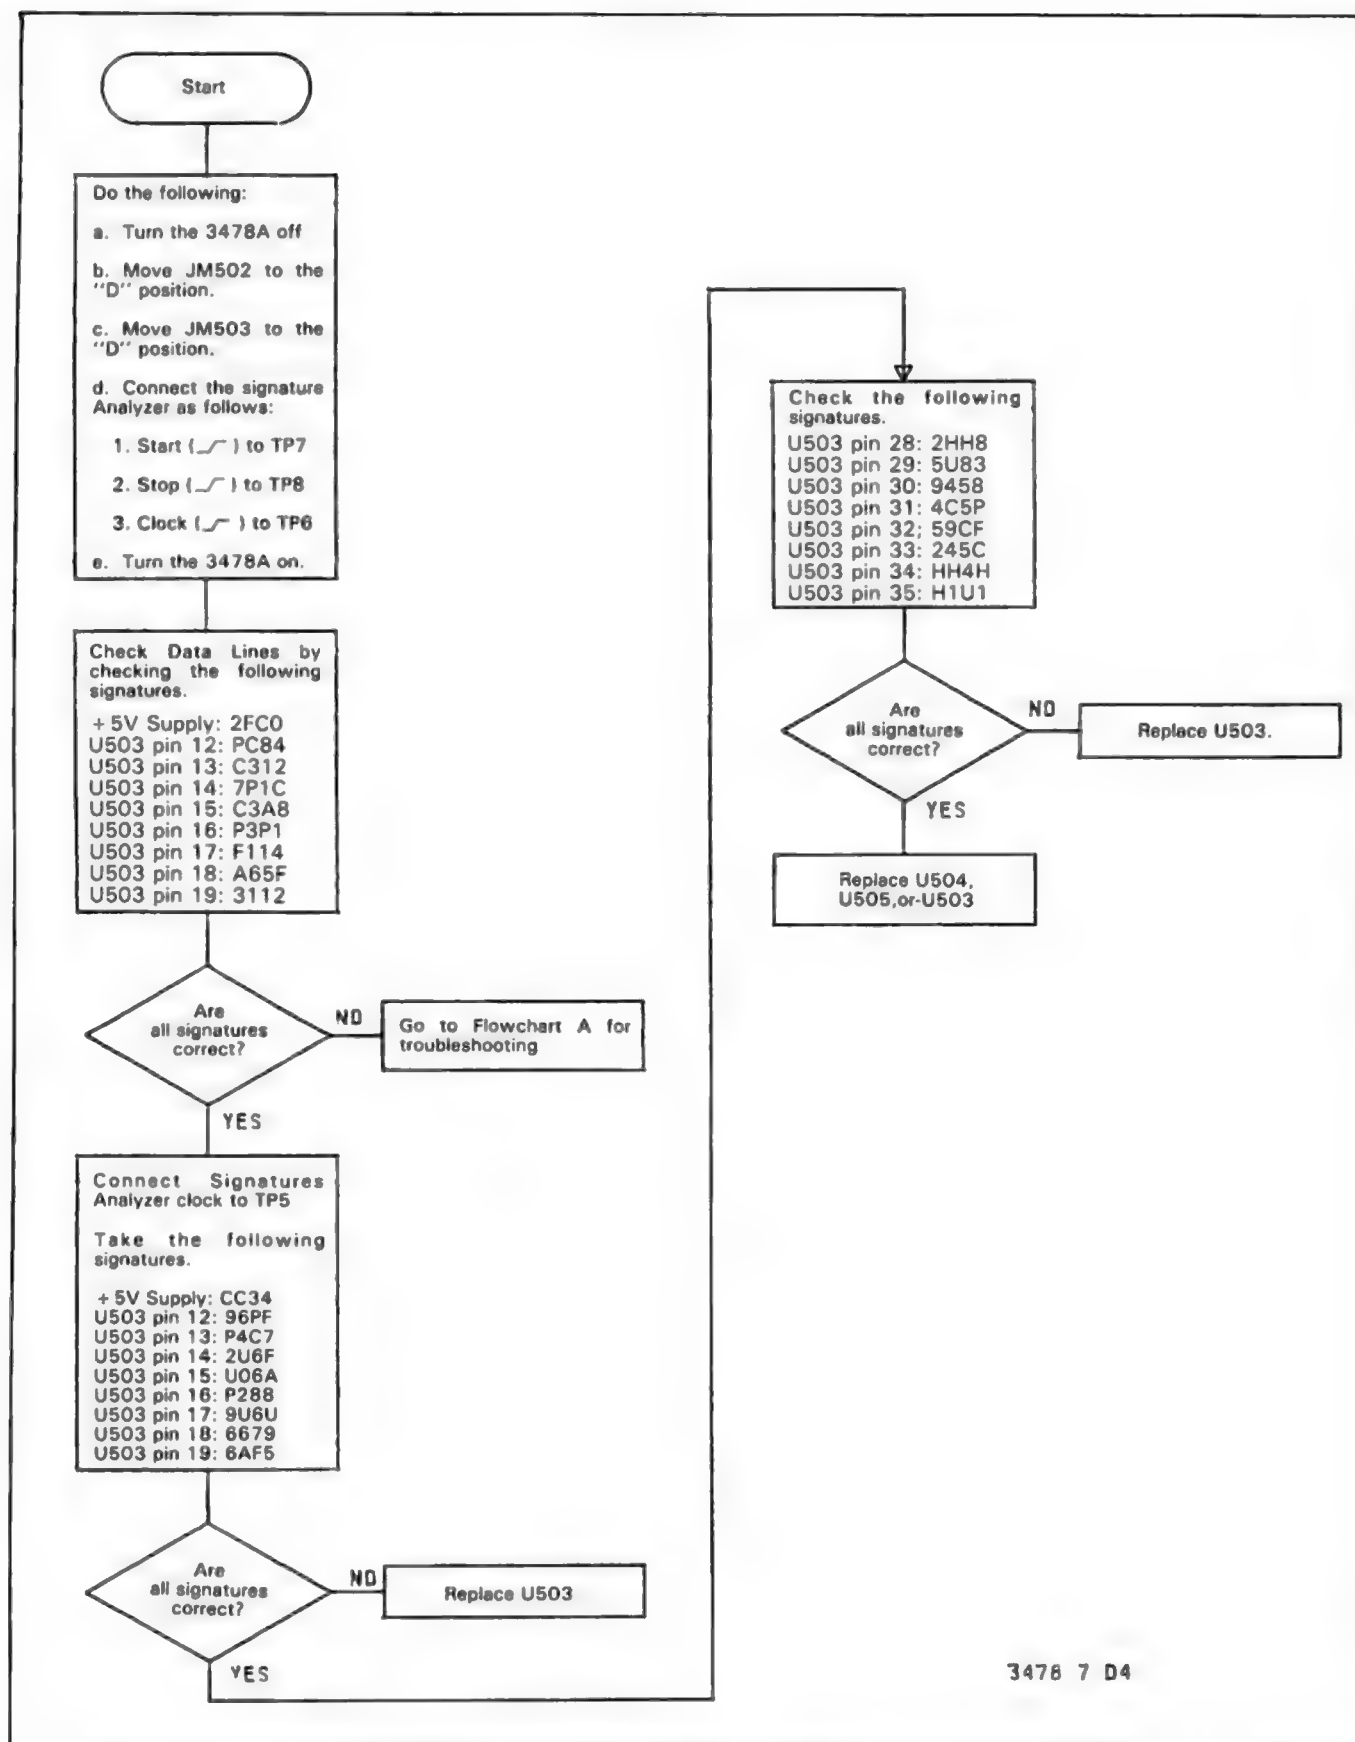 Start
Do the following:
a. Turn the 3478A off
b. Move JM502 to the
"D" position.
c. Move JM503 to the
"D" position.
d. Connect the signature
Analyzer as follows:
1. Start ( ) to TP7
2. Stop ( ) to TP8
3. Clock ( ) to TP6
e. Turn the 3478A on.
Check Data Lines by
checking the following
signatures.
+ 5V Supply: 2FC0
U503 pin 12: PC84
U503 pin 13: C312
U503 pin 14: 7P1C
U503 pin 15: C3A8
U503 pin 16: P3P1
U503 pin 17: F114
U503 pin 18: A65F
U503 pin 19: 3112
Are
all signatures
correct?
NO
Go to Flowchart A for
troubleshooting
YES
Connect Signatures
Analyzer clock to TP5
Take the following
signatures.
+ 5V Supply: CC34
U503 pin 12: 96PF
U503 pin 13: P4C7
U503 pin 14: 2U6F
U503 pin 15: U06A
U503 pin 16: P288
U503 pin 17: 9U6U
U503 pin 18: 6679
U503 pin 19: 6AF5
Are
all signatures
correct?
NO
Replace U503
YES
Check the following
signatures.
U503 pin 28: 2HH8
U503 pin 29: 5U83
U503 pin 30: 9458
U503 pin 31: 4C5P
U503 pin 32; 59CF
U503 pin 33: 245C
U503 pin 34: HH4H
U503 pin 35: H1U1
Are
all signatures
correct?
NO
Replace U503.
YES
Replace U504,
U505,or-U503
3478 7 D4